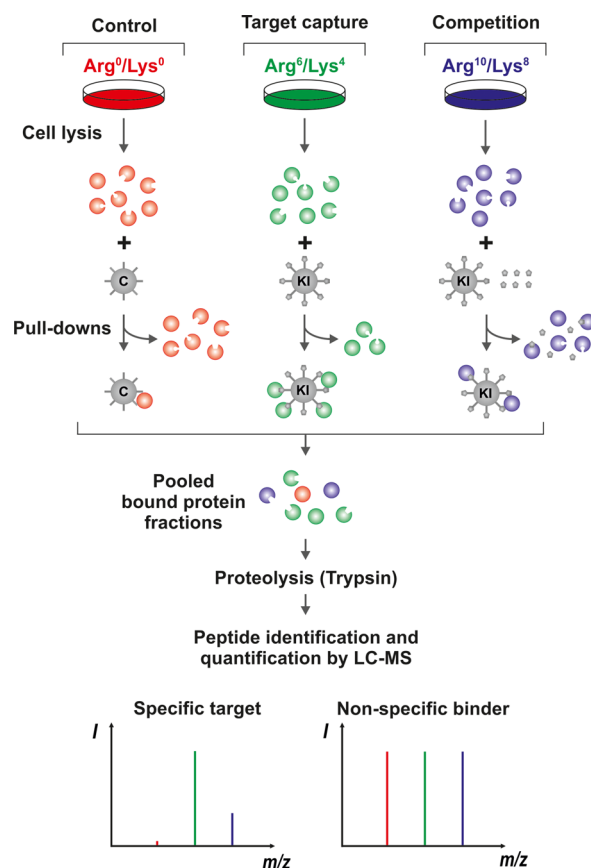 Control
Target capture
Competition
Arg⁰/Lys⁰
Arg⁶/Lys⁴
Arg¹⁰/Lys⁸
Cell lysis
+
+
+
C
KI
KI
Pull-downs
C
KI
KI
Pooled
bound protein
fractions
Proteolysis (Trypsin)
Peptide identification and
quantification by LC-MS
Specific target
Non-specific binder
I
I
m/z
m/z